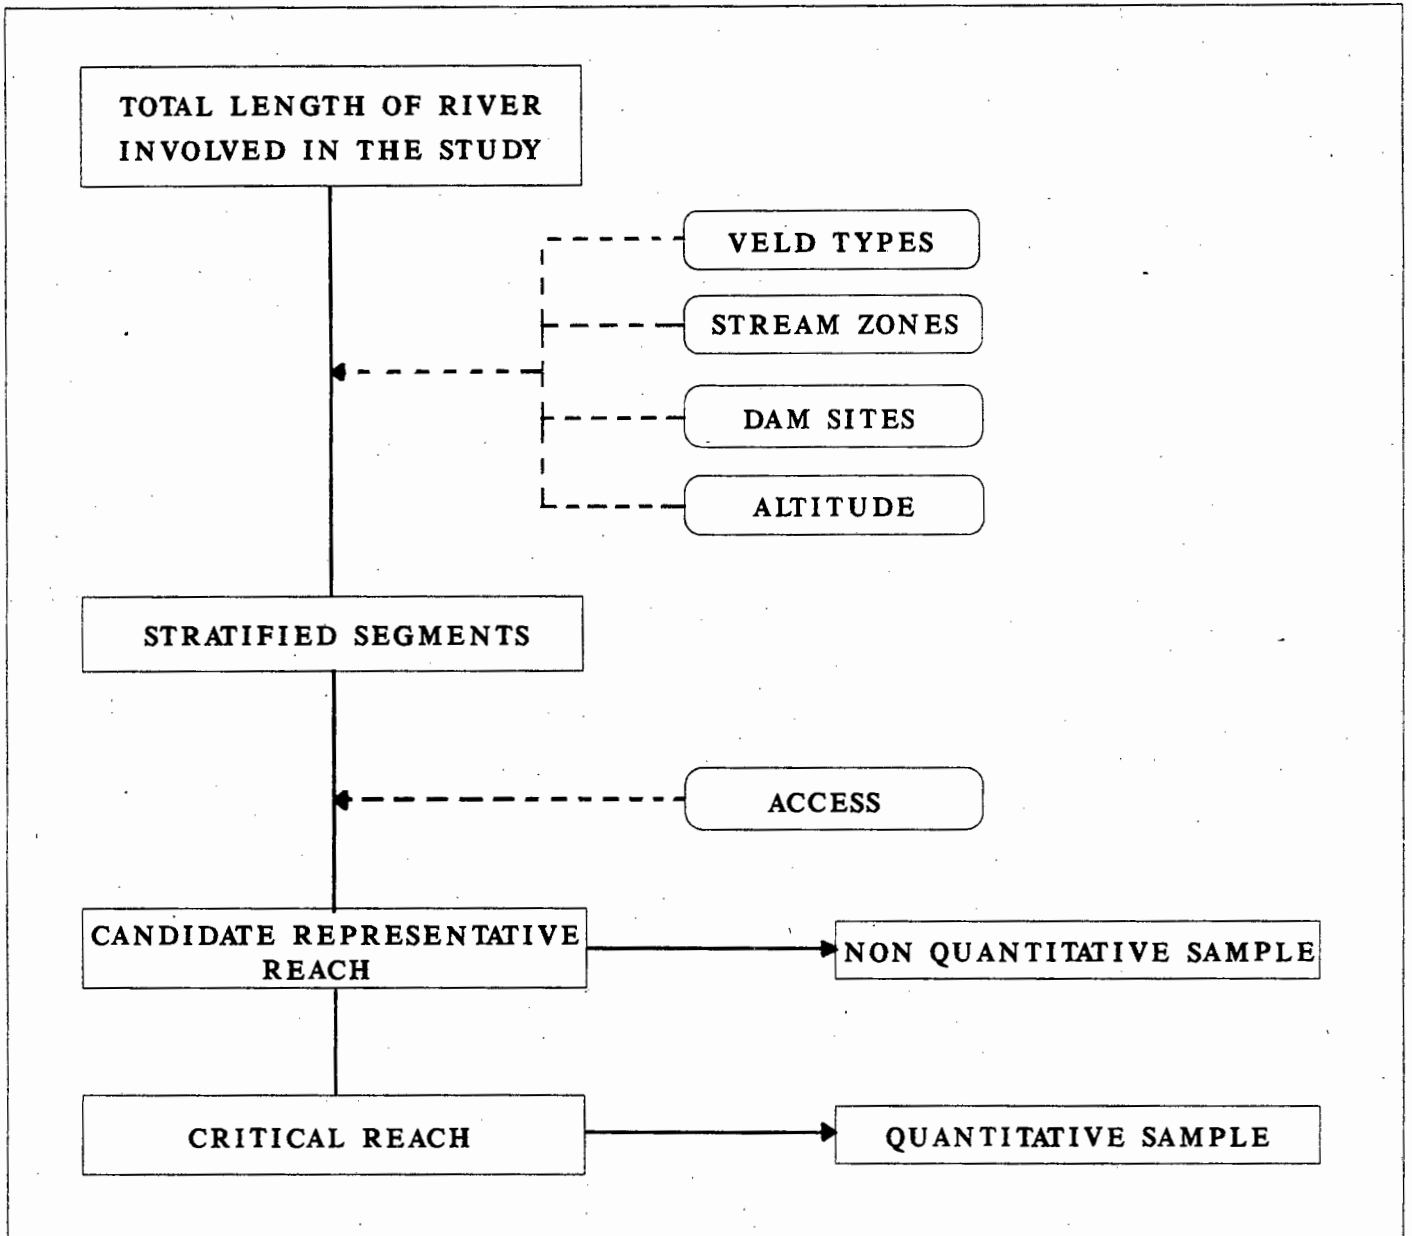 TOTAL LENGTH OF RIVER
INVOLVED IN THE STUDY
VELD TYPES
STREAM ZONES
DAM SITES
ALTITUDE
STRATIFIED SEGMENTS
ACCESS
CANDIDATE REPRESENTATIVE
REACH
NON QUANTITATIVE SAMPLE
CRITICAL REACH
QUANTITATIVE SAMPLE